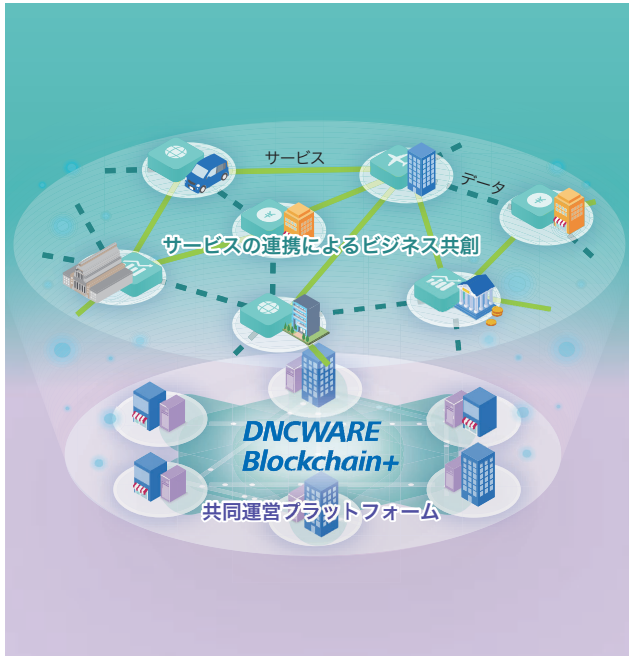 サービス
データ
サービスの連携によるビジネス共創
DNCWARE
Blockchain+
共同運営プラットフォーム